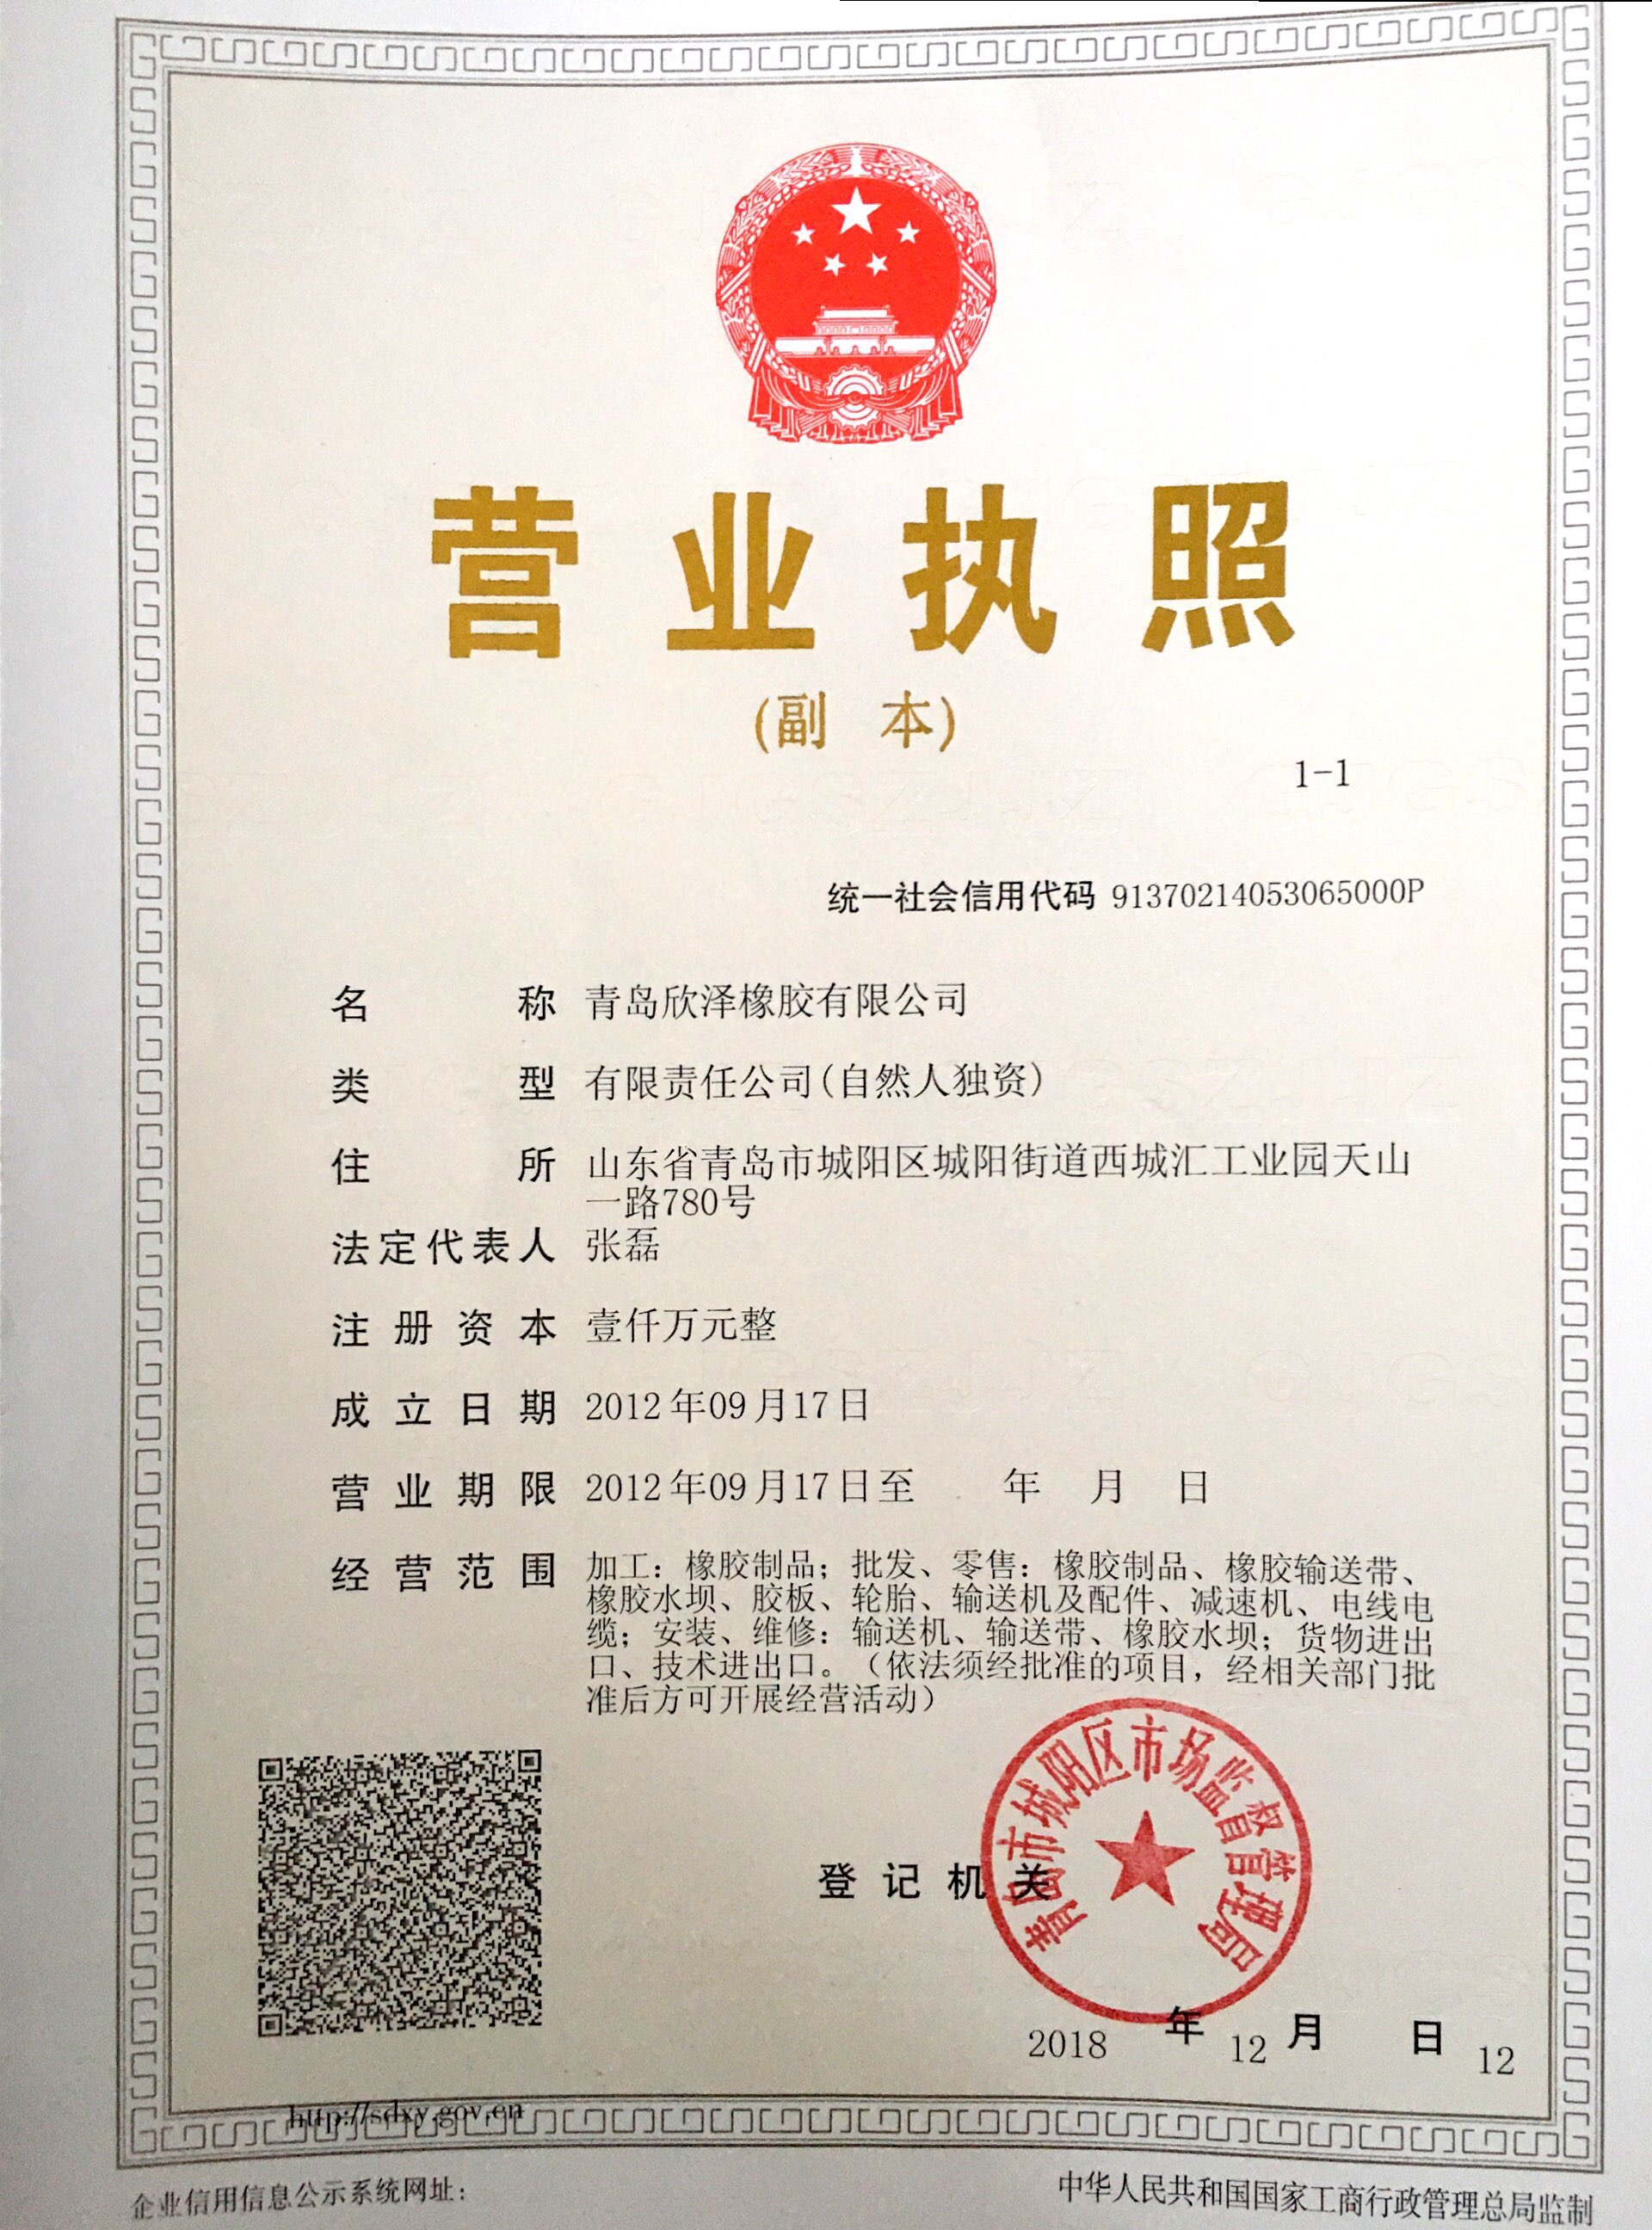 营业执照
(副 本)
1-1
统一社会信用代码 91370214053065000P
名 称 青岛欣泽橡胶有限公司
类 型 有限责任公司(自然人独资)
住 所 山东省青岛市城阳区城阳街道西城汇工业园天山
一路780号
法定代表人 张磊
注册资本 壹仟万元整
成立日期 2012年09月17日
营业期限 2012年09月17日至 年 月 日
经营范围 加工：橡胶制品；批发、零售：橡胶制品、橡胶输送带、
橡胶水坝、胶板、轮胎、输送机及配件、减速机、电线电
缆；安装、维修：输送机、输送带、橡胶水坝；货物进出
口、技术进出口。（依法须经批准的项目，经相关部门批
准后方可开展经营活动）
青岛市城阳区市场监督管理局
登记机关
2018 年 12 月 日 12
http://sdxy.gov.cn
企业信用信息公示系统网址：
中华人民共和国国家工商行政管理总局监制